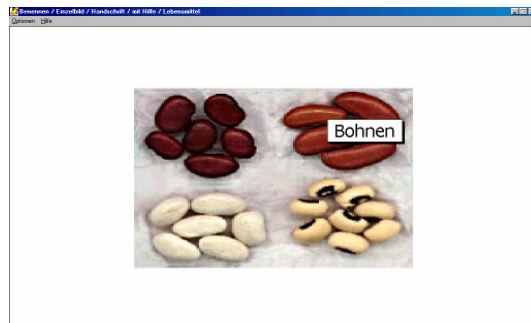 Benennen / Einzelbild / Handschrift / mit Hilfe / Lebensmittel
Optionen Hilfe
Bohnen